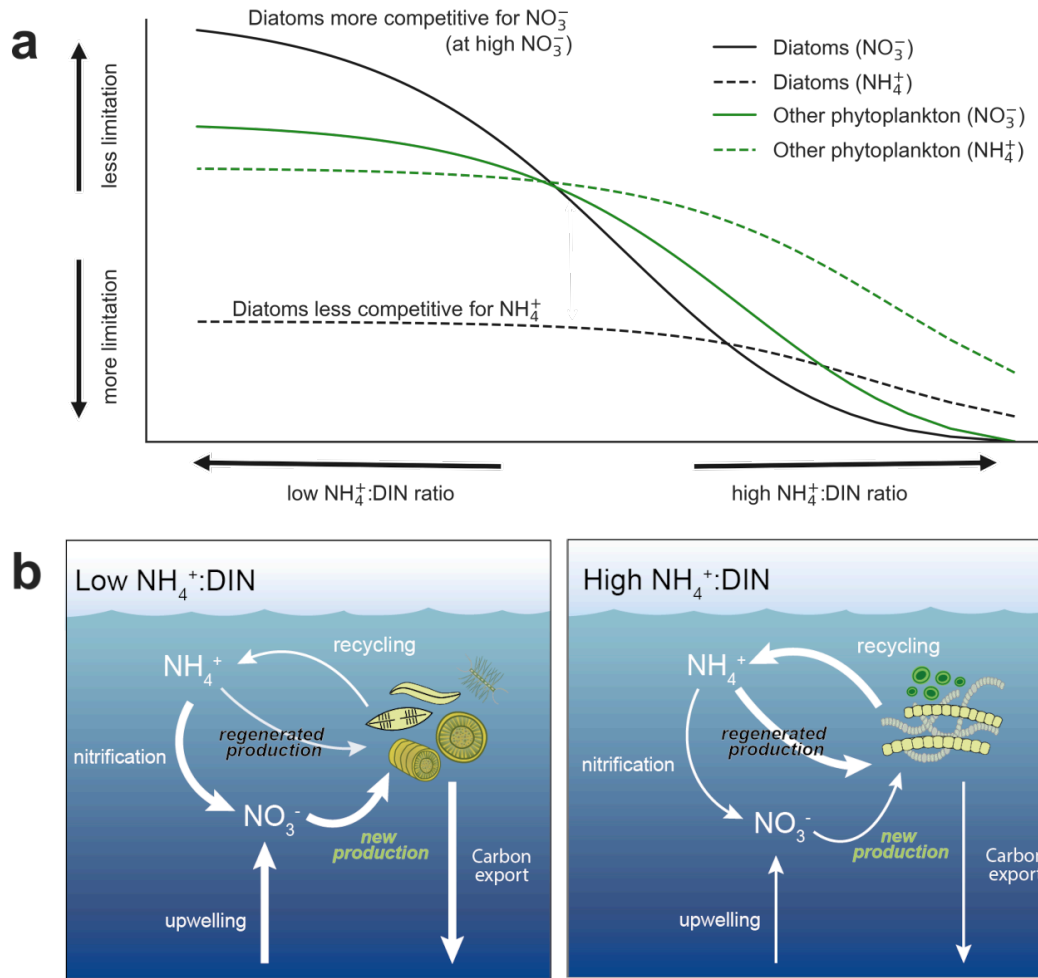 a
Diatoms more competitive for NO₃⁻
(at high NO₃⁻)
Diatoms (NO₃⁻)
Diatoms (NH₄⁺)
Other phytoplankton (NO₃⁻)
Other phytoplankton (NH₄⁺)
less limitation
more limitation
Diatoms less competitive for NH₄⁺
low NH₄⁺:DIN ratio
high NH₄⁺:DIN ratio
b
Low NH₄⁺:DIN
recycling
NH₄⁺
regenerated
production
nitrification
NO₃⁻
new
production
Carbon
export
upwelling
High NH₄⁺:DIN
recycling
NH₄⁺
regenerated
production
nitrification
NO₃⁻
new
production
Carbon
export
upwelling